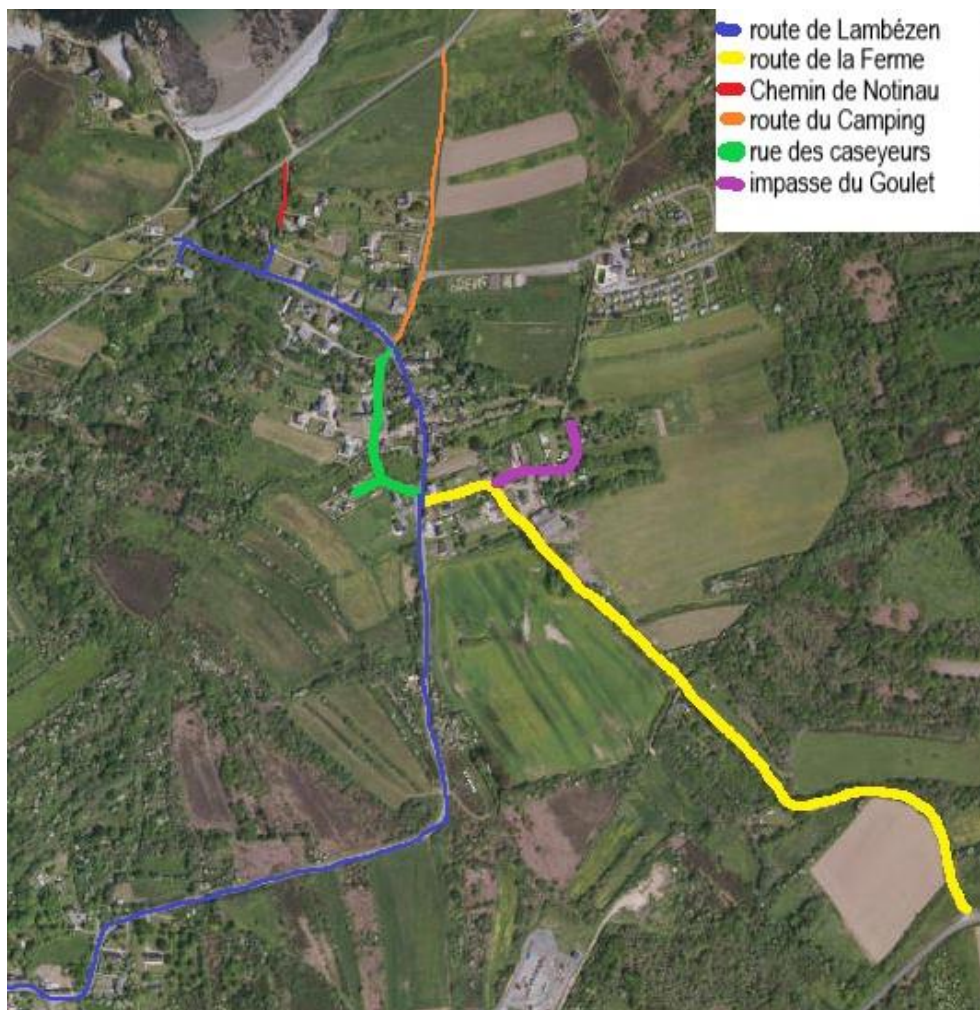 route de Lambézen
route de la Ferme
Chemin de Notinau
route du Camping
rue des caseyeurs
impasse du Goulet